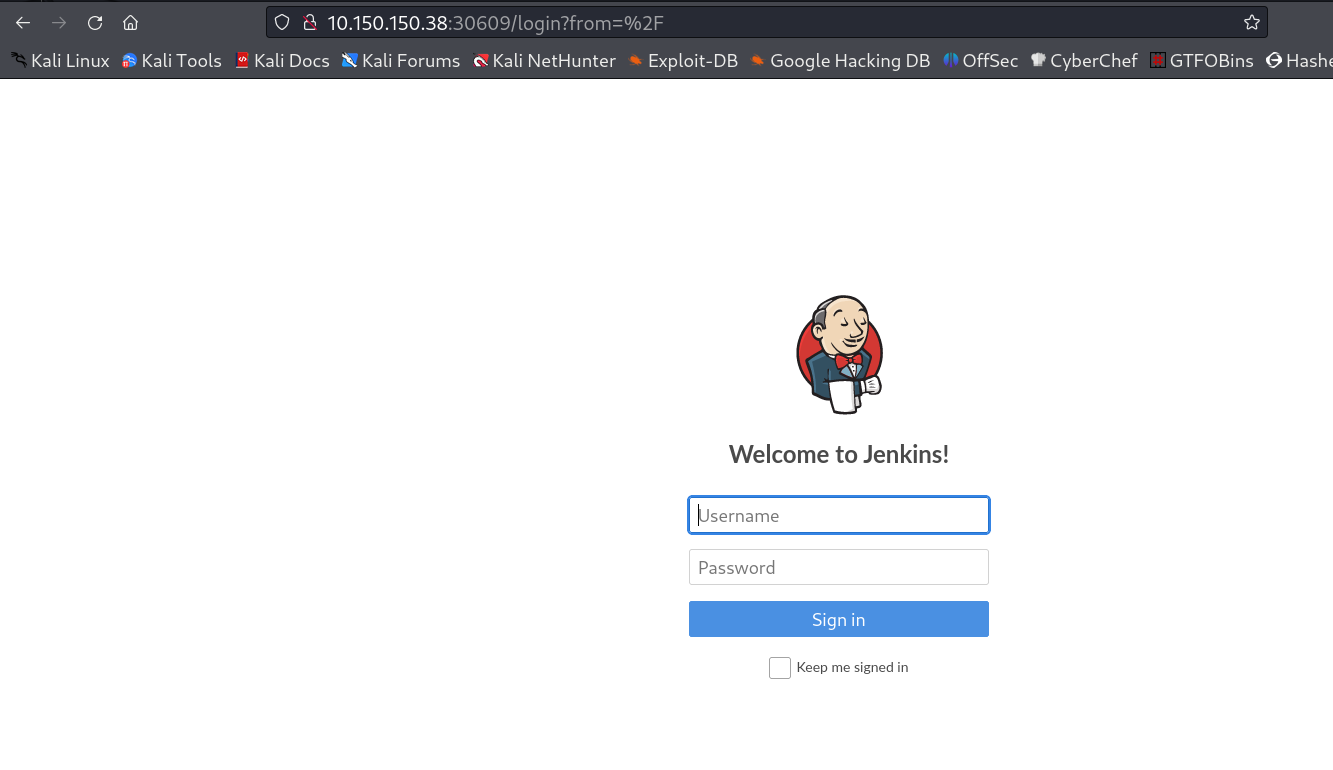 10.150.150.38:30609/login?from=%2F
Kali Linux Kali Tools Kali Docs Kali Forums Kali NetHunter Exploit-DB Google Hacking DB OffSec CyberChef GTFOBins Hashe
Welcome to Jenkins!
Username
Password
Sign in
Keep me signed in